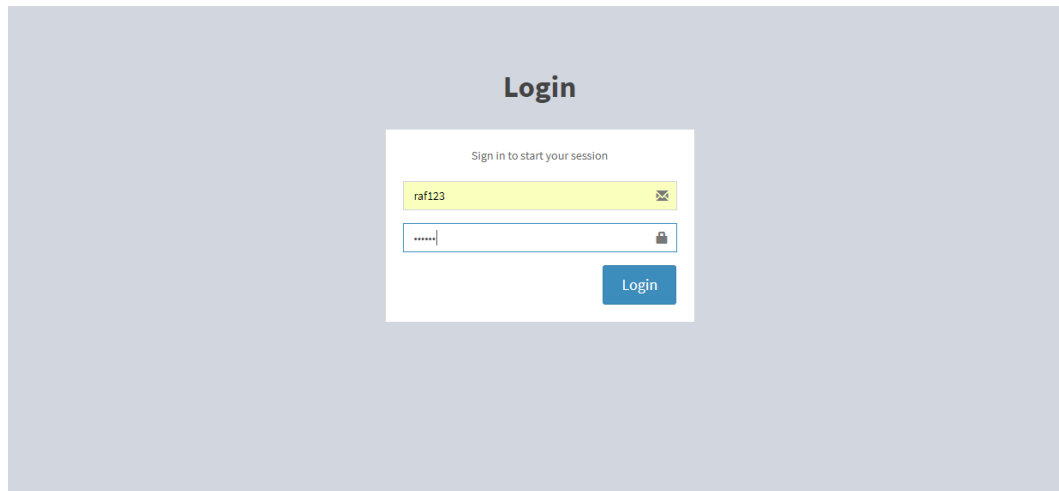 Login
Sign in to start your session
raf123
••••••
Login